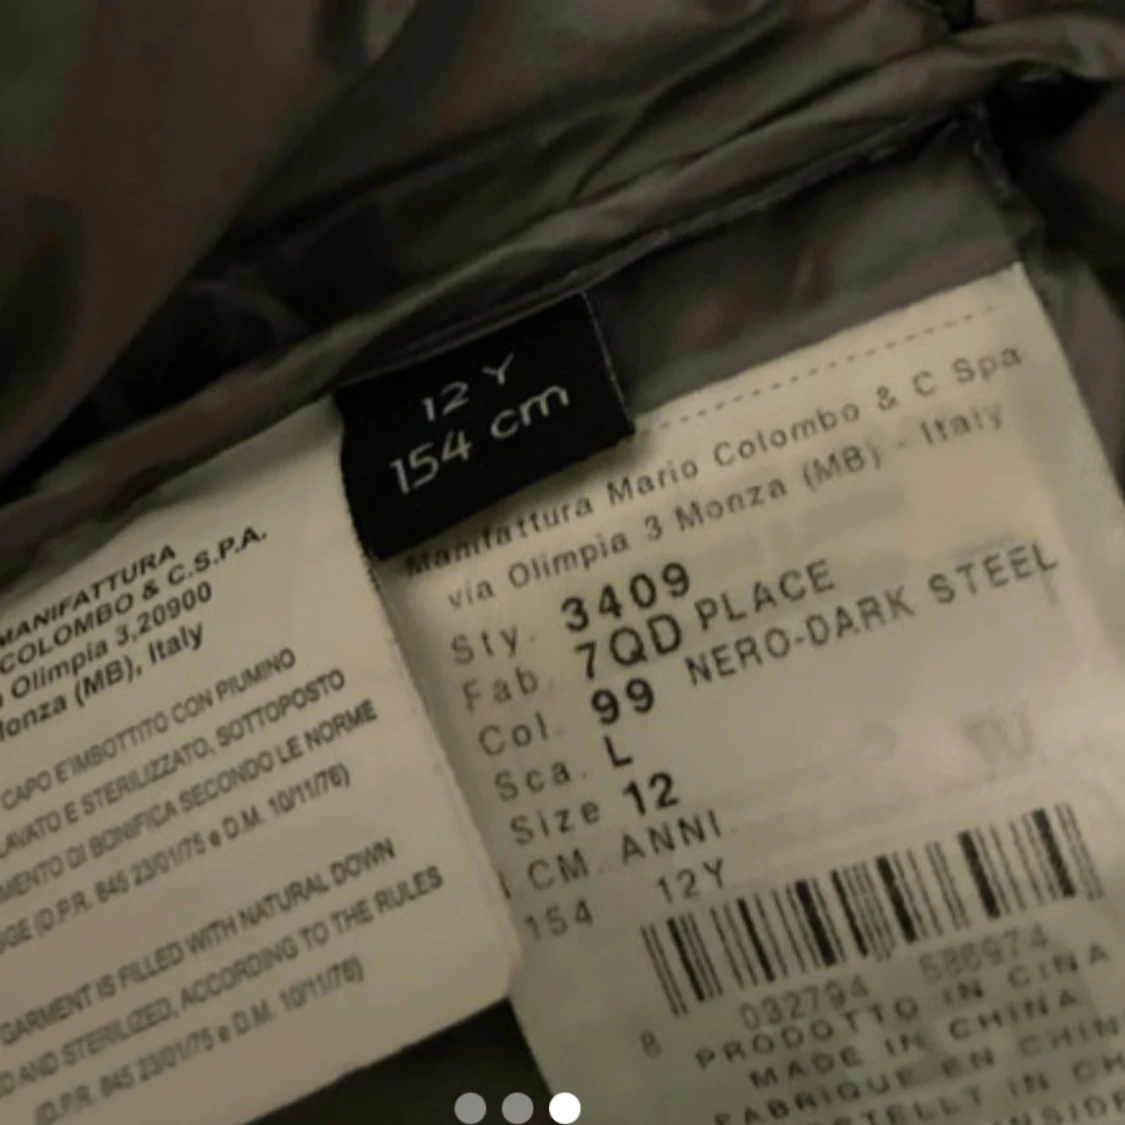 12 Y
154 cm
MANIFATTURA
COLOMBO & C.S.P.A.
Olimpia 3,20900
Monza (MB), Italy
CAPO E'IMBOTTITO CON PIUMINO
LAVATO E STERILIZZATO, SOTTOPOSTO
DI BONIFICA SECONDO LE NORME
(D.P.R. 845 23/01/75 e D.M. 10/11/76)
GARMENT IS FILLED WITH NATURAL DOWN
AND STERILIZED, ACCORDING TO THE RULES
(D.P.R. 845 23/01/75 e D.M. 10/11/76)
Manifattura Mario Colombo & C Spa
via Olimpia 3 Monza (MB) - Italy
Sty. 3409
Fab. 7QD PLACE
Col. 99 NERO-DARK STEEL
Sca. L
Size 12
CM. ANNI
154 12Y
8 032794 586974
PRODOTTO IN CINA
MADE IN CHINA
FABRIQUE EN